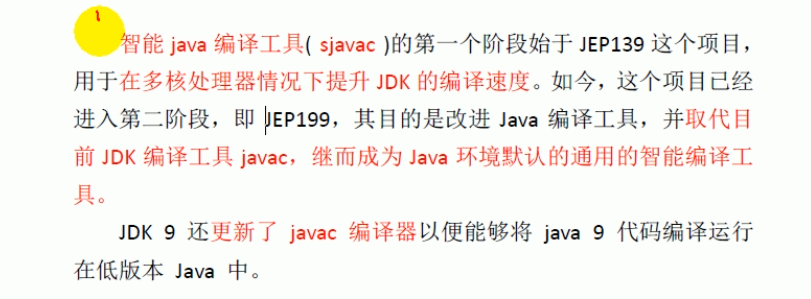 智能 java 编译工具( sjavac )的第一个阶段始于 JEP139 这个项目，
用于在多核处理器情况下提升 JDK 的编译速度。如今，这个项目已经
进入第二阶段，即 JEP199，其目的是改进 Java 编译工具，并取代目
前 JDK 编译工具 javac，继而成为 Java 环境默认的通用的智能编译工
具。
JDK 9 还更新了 javac 编译器以便能够将 java 9 代码编译运行
在低版本 Java 中。